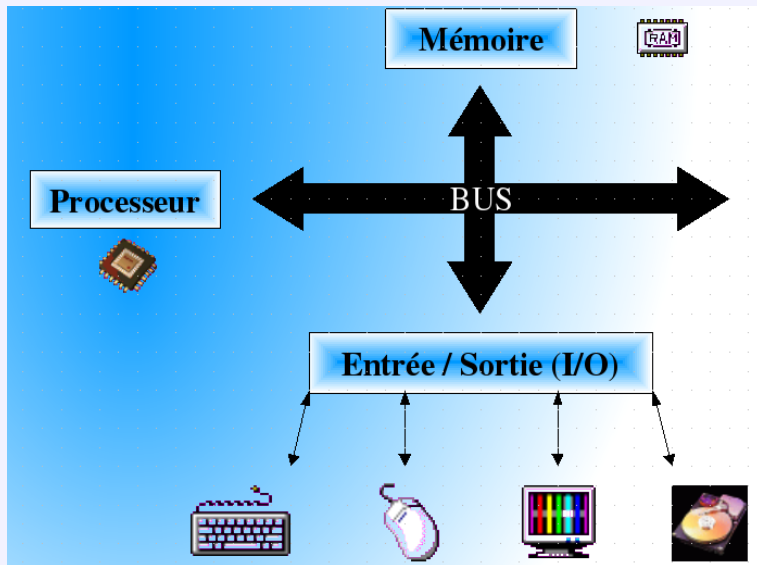 Mémoire
RAM
Processeur
BUS
Entrée / Sortie (I/O)